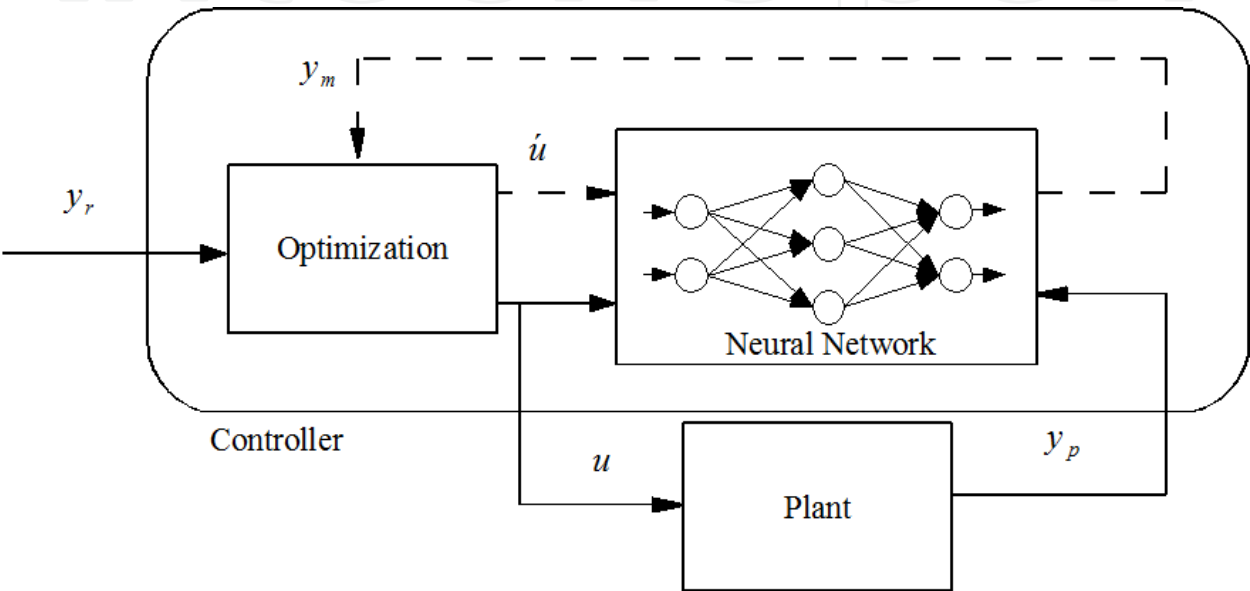 y_m
ú
y_r
Optimization
Neural Network
Controller
u
y_p
Plant